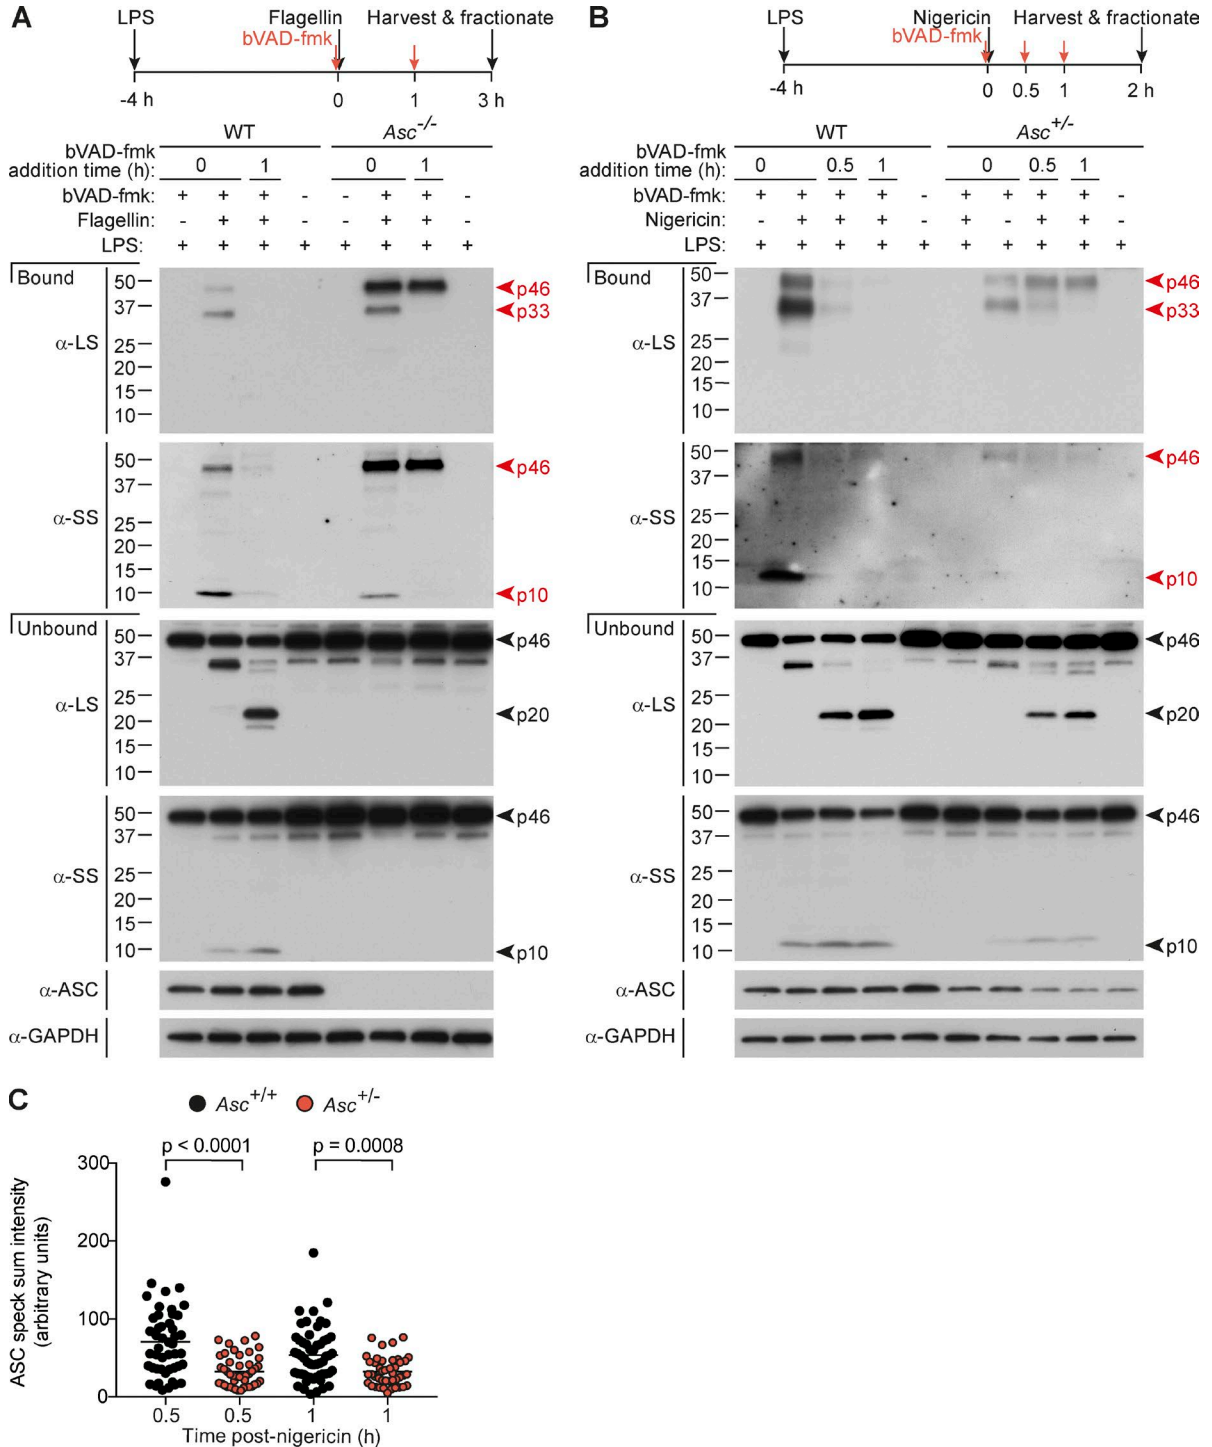 A
LPS Flagellin Harvest & fractionate
bVAD-fmk
-4 h 0 1 3 h
WT Asc-/-
bVAD-fmk
addition time (h): 0 1 0 1
bVAD-fmk: + + + - - + + -
Flagellin: - + + - - + + -
LPS: + + + + + + + +
Bound
α-LS
50
37
25
20
15
10
p46
p33
α-SS
50
37
25
20
15
10
p46
p10
Unbound
α-LS
50
37
25
20
15
10
p46
p20
α-SS
50
37
25
20
15
10
p46
p10
α-ASC
α-GAPDH
B
LPS Nigericin Harvest & fractionate
bVAD-fmk
-4 h 0 0.5 1 2 h
WT Asc+/-
bVAD-fmk
addition time (h): 0 0.5 1 0 0.5 1
bVAD-fmk: + + + + - + + + + -
Nigericin: - + + + - + - + + -
LPS: + + + + + + + + + +
Bound
α-LS
50
37
25
20
15
10
p46
p33
α-SS
50
37
25
20
15
10
p46
p10
Unbound
α-LS
50
37
25
20
15
10
p46
p20
α-SS
50
37
25
20
15
10
p46
p10
α-ASC
α-GAPDH
C
Asc+/+ Asc+/-
p < 0.0001 p = 0.0008
ASC speck sum intensity
(arbitrary units)
300
200
100
0
0.5 0.5 1 1
Time post-nigericin (h)